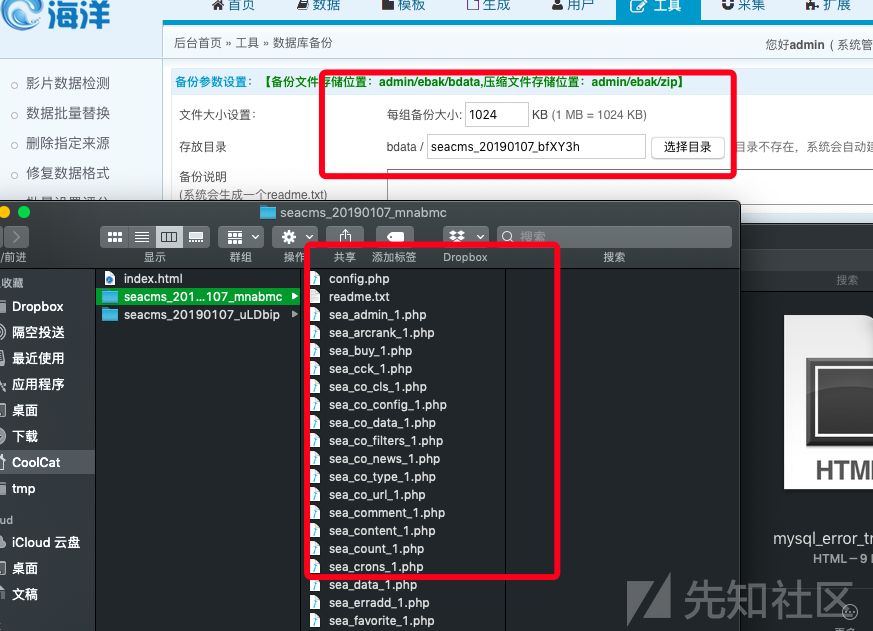 海洋
首页 数据 模板 生成 用户 工具 采集 扩展
后台首页 » 工具 » 数据库备份
您好admin ( 系统管
影片数据检测
数据批量替换
删除指定来源
修复数据格式
备份参数设置： 【备份文件存储位置：admin/ebak/bdata,压缩文件存储位置：admin/ebak/zip】
文件大小设置： 每组备份大小: 1024 KB (1 MB = 1024 KB)
存放目录 bdata / seacms_20190107_bfXY3h 选择目录 目录不存在，系统会自动建
备份说明
(系统会生成一个readme.txt)
seacms_20190107_mnabmc
搜索
/前进 显示 群组 操作 共享 添加标签 Dropbox 搜索
搜索
收藏
Dropbox
隔空投送
最近使用
应用程序
桌面
下载
CoolCat
tmp
ud
iCloud 云盘
桌面
文稿
index.html
seacms_201...107_mnabmc
seacms_20190107_uLDbip
config.php
readme.txt
sea_admin_1.php
sea_arcrank_1.php
sea_buy_1.php
sea_cck_1.php
sea_co_cls_1.php
sea_co_config_1.php
sea_co_data_1.php
sea_co_filters_1.php
sea_co_news_1.php
sea_co_type_1.php
sea_co_url_1.php
sea_comment_1.php
sea_content_1.php
sea_count_1.php
sea_crons_1.php
sea_data_1.php
sea_erradd_1.php
sea_favorite_1.php
HTML
mysql_error_tr
HTML – 9
先知社区